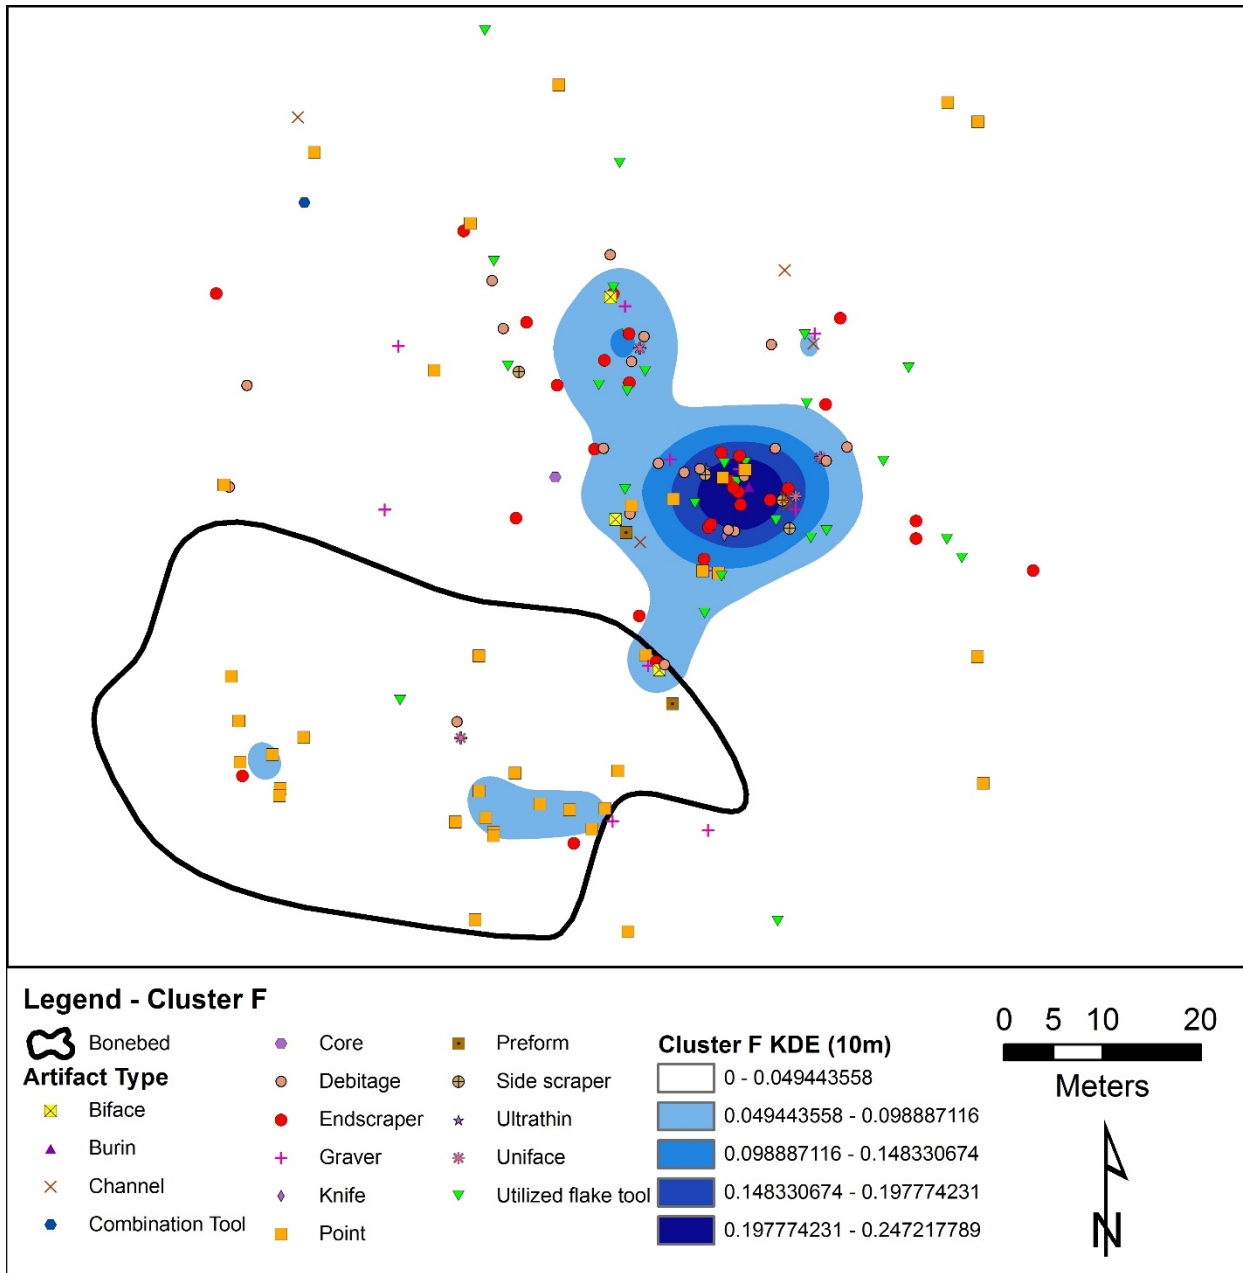 Legend - Cluster F
Bonebed
Artifact Type
Biface
Burin
Channel
Combination Tool
Core
Debitage
Endscraper
Graver
Knife
Point
Preform
Side scraper
Ultrathin
Uniface
Utilized flake tool
Cluster F KDE (10m)
0 - 0.049443558
0.049443558 - 0.098887116
0.098887116 - 0.148330674
0.148330674 - 0.197774231
0.197774231 - 0.247217789
0 5 10 20
Meters
N